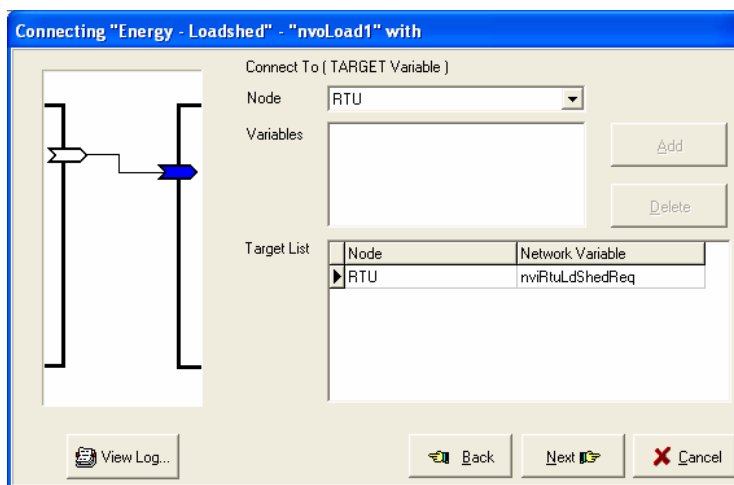 Connecting "Energy - Loadshed" - "nvoLoad1" with
Connect To ( TARGET Variable )
Node
RTU
Variables
Add
Delete
Target List
Node Network Variable
RTU nviRtuLdShedReq
View Log...
Back
Next
Cancel